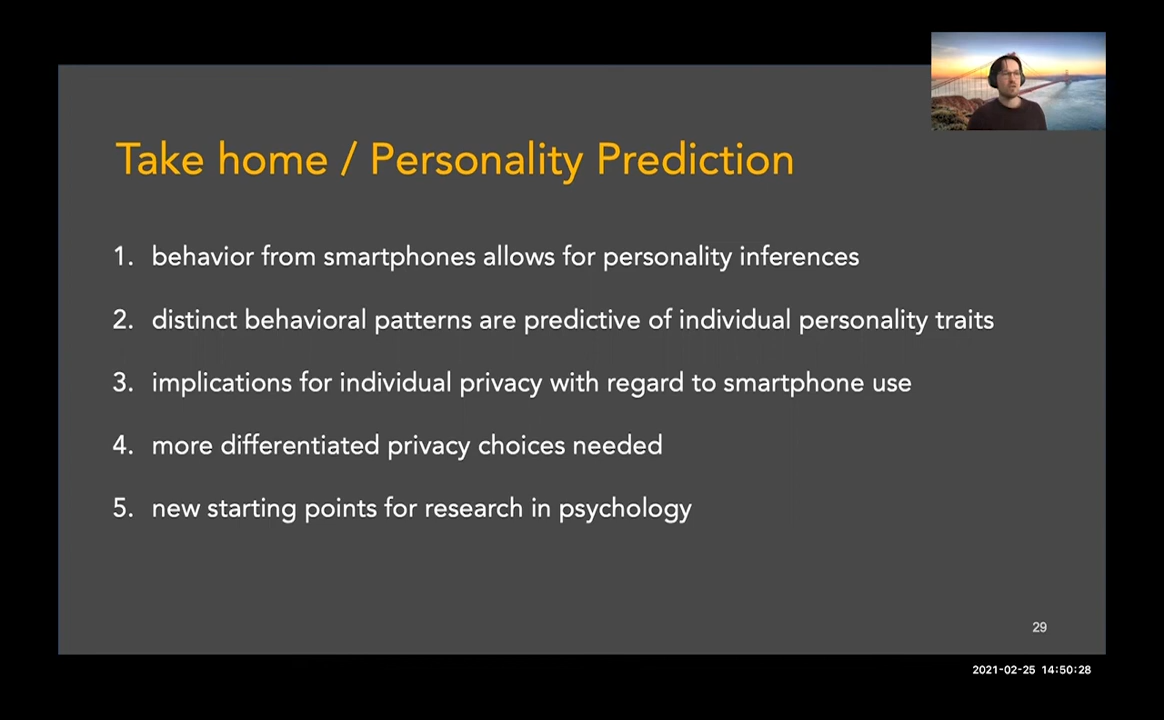 Take home / Personality Prediction
1. behavior from smartphones allows for personality inferences
2. distinct behavioral patterns are predictive of individual personality traits
3. implications for individual privacy with regard to smartphone use
4. more differentiated privacy choices needed
5. new starting points for research in psychology
29
2021-02-25 14:50:28